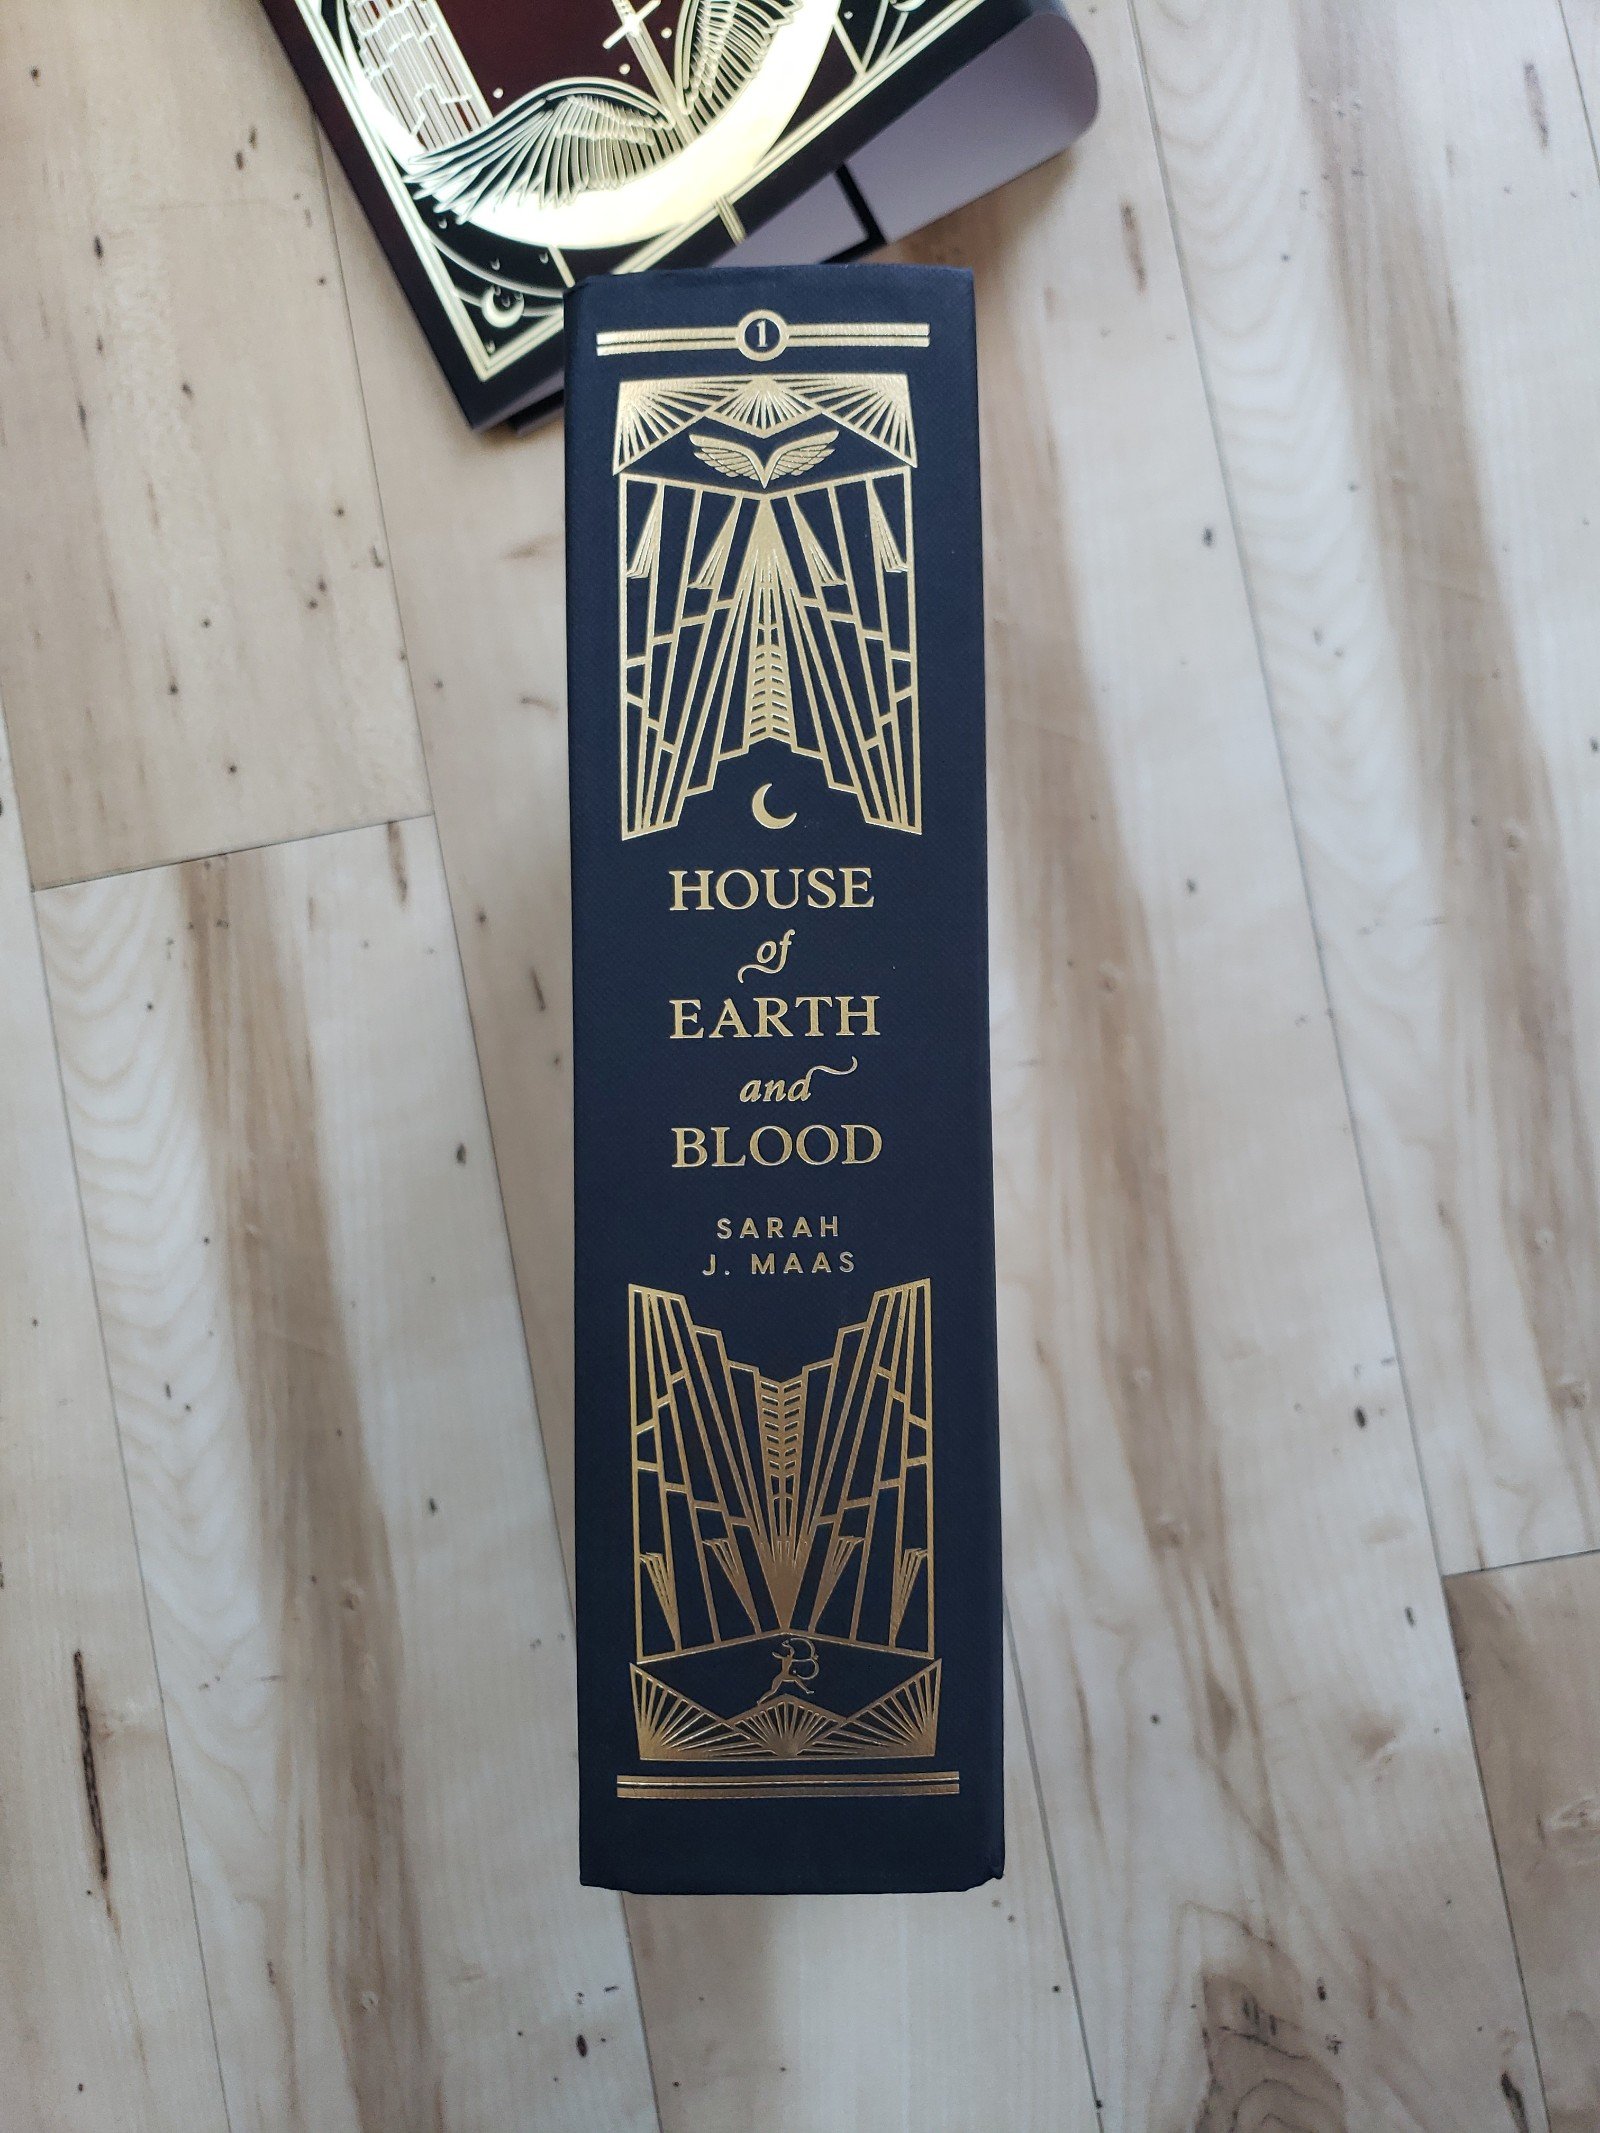 1
HOUSE
of
EARTH
and
BLOOD
SARAH
J. MAAS